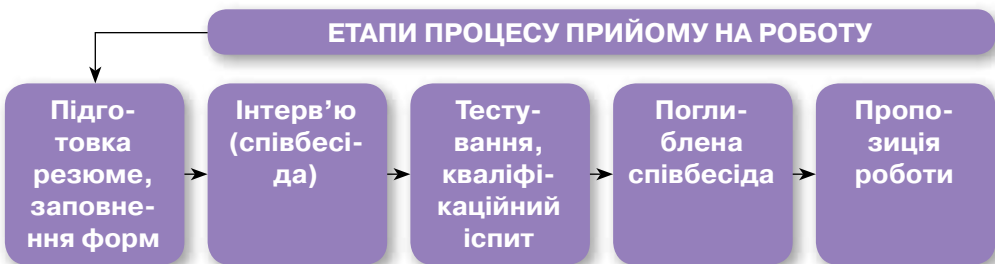 ЕТАПИ ПРОЦЕСУ ПРИЙОМУ НА РОБОТУ
Підго-
товка
резюме,
заповне-
ння форм
Інтерв’ю
(співбесі-
да)
Тесту-
вання,
кваліфі-
каційний
іспит
Погли-
блена
співбесіда
Пропо-
зиція
роботи